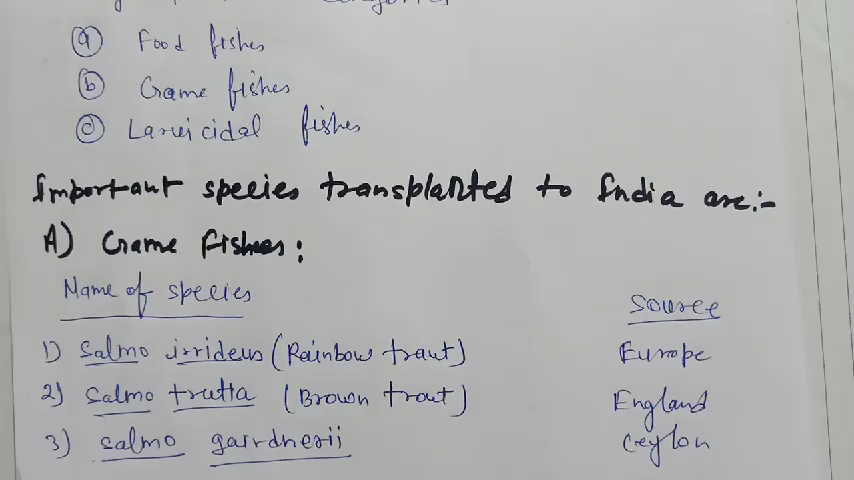 ⓐ Food fishes
ⓑ Game fishes
ⓒ Larvicidal fishes
Important species transplanted to India are:-
A) Game fishes:
Name of species Source
1) Salmo irrideus (Rainbow traut) Europe
2) Salmo trutta (Brown trout) England
3) Salmo gairdnerii Ceylon